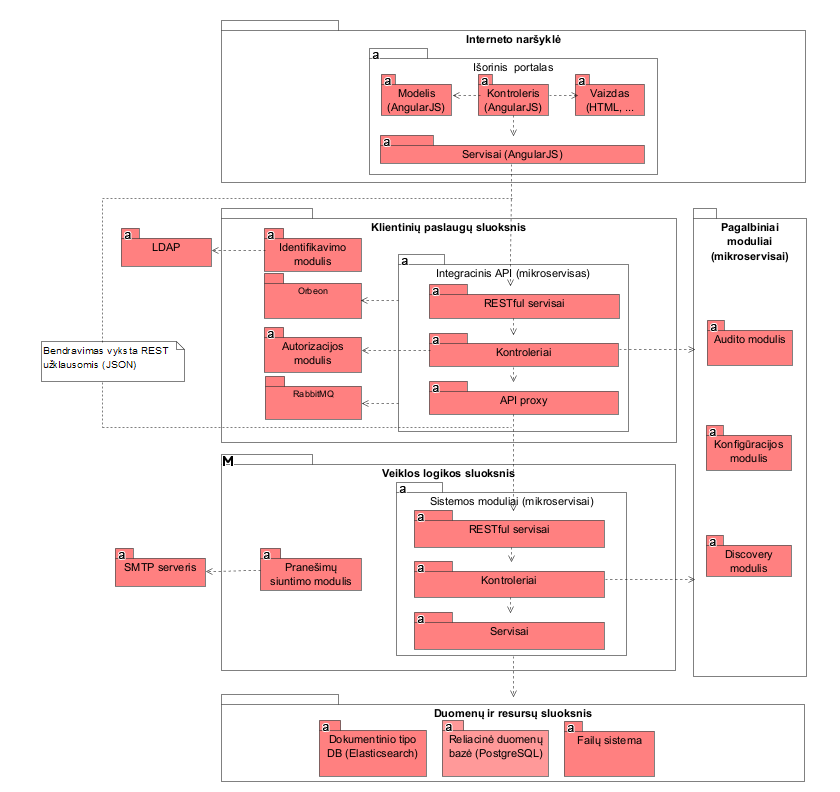 Interneto naršyklė
a
Išorinis portalas
a
Modelis
(AngularJS)
a
Kontroleris
(AngularJS)
a
Vaizdas
(HTML, ...
a
Servisai (AngularJS)
Klientinių paslaugų sluoksnis
Pagalbiniai
moduliai
(mikroservisai)
a
LDAP
a
Identifikavimo
modulis
a
Integracinis API (mikroservisas)
Orbeon
a
RESTful servisai
a
Autorizacijos
modulis
a
Kontroleriai
a
Audito modulis
Bendravimas vyksta REST
užklausomis (JSON)
RabbitMQ
a
API proxy
a
Konfigūracijos
modulis
M
Veiklos logikos sluoksnis
a
Sistemos moduliai (mikroservisai)
a
RESTful servisai
a
SMTP serveris
a
Pranešimų
siuntimo modulis
a
Kontroleriai
a
Discovery
modulis
a
Servisai
Duomenų ir resursų sluoksnis
a
Dokumentinio tipo
DB (Elasticsearch)
a
Reliacinė duomenų
bazė (PostgreSQL)
a
Failų sistema